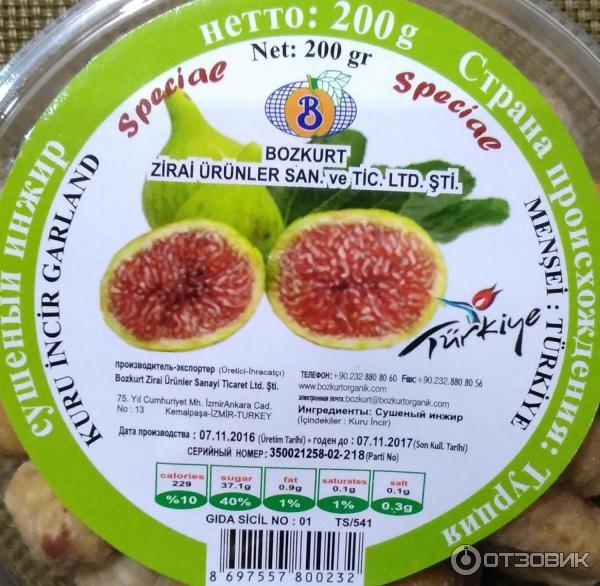 нетто: 200g
Net: 200 gr
Special
Special
B
BOZKURT
ZİRAİ ÜRÜNLER SAN. ve TİC. LTD. ŞTİ.
сушеный инжир
KURU İNCİR GARLAND
Страна происхождения: Турция
MENŞEİ : TÜRKİYE
Türkiye
производитель-экспортер (Üretici-İhracatçı)
Bozkurt Zirai Ürünler Sanayi Ticaret Ltd. Şti.
75. Yıl Cumhuriyet Mh. İzmirAnkara Cad.
No : 13 Kemalpaşa-İZMİR-TURKEY
ТЕЛЕФОН:+90.232 880 80 60 Fax:+90.232 880 80 56
www.bozkurtorganik.com
электронная почта:bozkurt@bozkurtorganik.com
Ингредиенты: Сушеный инжир
(İçindekiler : Kuru İncir)
Дата производства : 07.11.2016 (Üretim Tarihi) • годен до : 07.11.2017 (Son Kull. Tarihi)
СЕРИЙНЫЙ НОМЕР: 350021258-02-218 (Parti No)
calories sugar fat saturates salt
229 37.1g 0.9g 0.1g 0.1g
%10 40% 1% 1% 0.3g
GIDA SİCİL NO : 01 TS/541
8 697557 800232
ОТЗОВИК